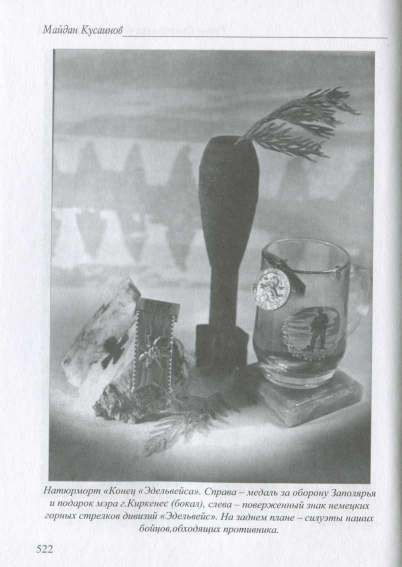 Майдан Кусаинов
Натюрморт «Конец «Эдельвейса». Справа – медаль за оборону Заполярья
и подарок мэра г.Киркенес (бокал), слева – поверженный знак немецких
горных стрелков дивизий «Эдельвейс». На заднем плане – силуэты наших
бойцов,обходящих противника.
522